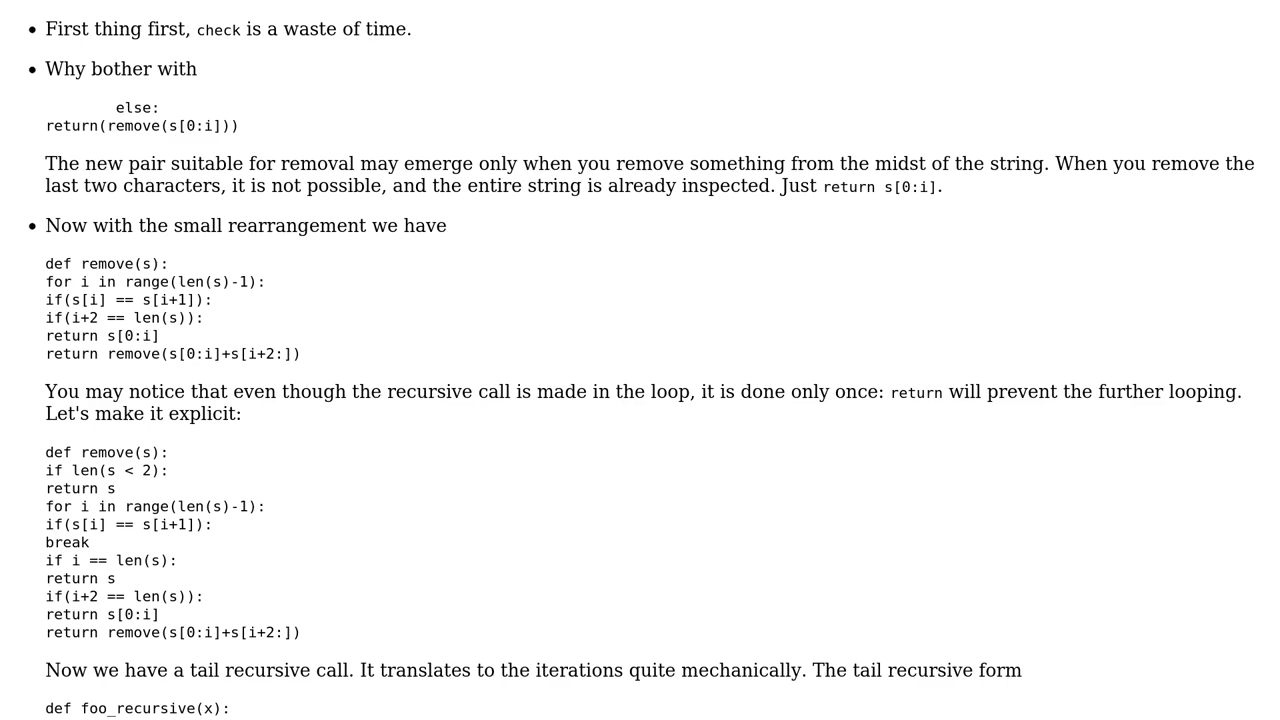 First thing first, check is a waste of time.
Why bother with
else:
return(remove(s[0:i]))
The new pair suitable for removal may emerge only when you remove something from the midst of the string. When you remove the
last two characters, it is not possible, and the entire string is already inspected. Just return s[0:i].
Now with the small rearrangement we have
def remove(s):
for i in range(len(s)-1):
if(s[i] == s[i+1]):
if(i+2 == len(s)):
return s[0:i]
return remove(s[0:i]+s[i+2:])
You may notice that even though the recursive call is made in the loop, it is done only once: return will prevent the further looping.
Let's make it explicit:
def remove(s):
if len(s < 2):
return s
for i in range(len(s)-1):
if(s[i] == s[i+1]):
break
if i == len(s):
return s
if(i+2 == len(s)):
return s[0:i]
return remove(s[0:i]+s[i+2:])
Now we have a tail recursive call. It translates to the iterations quite mechanically. The tail recursive form
def foo_recursive(x):